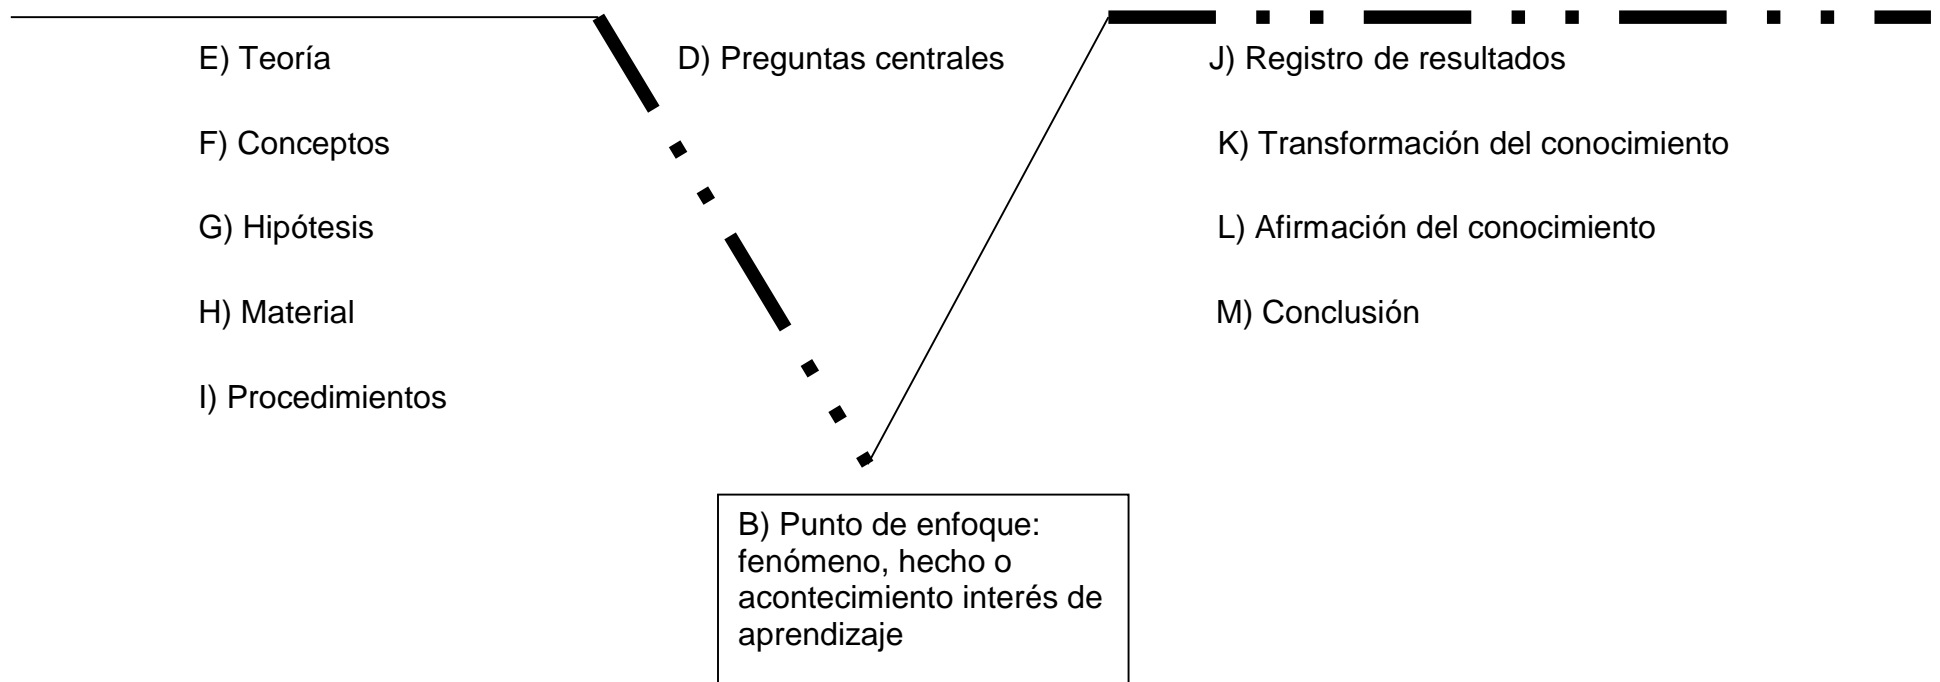 E) Teoría
F) Conceptos
G) Hipótesis
H) Material
I) Procedimientos
D) Preguntas centrales
J) Registro de resultados
K) Transformación del conocimiento
L) Afirmación del conocimiento
M) Conclusión
B) Punto de enfoque:
fenómeno, hecho o
acontecimiento interés de
aprendizaje